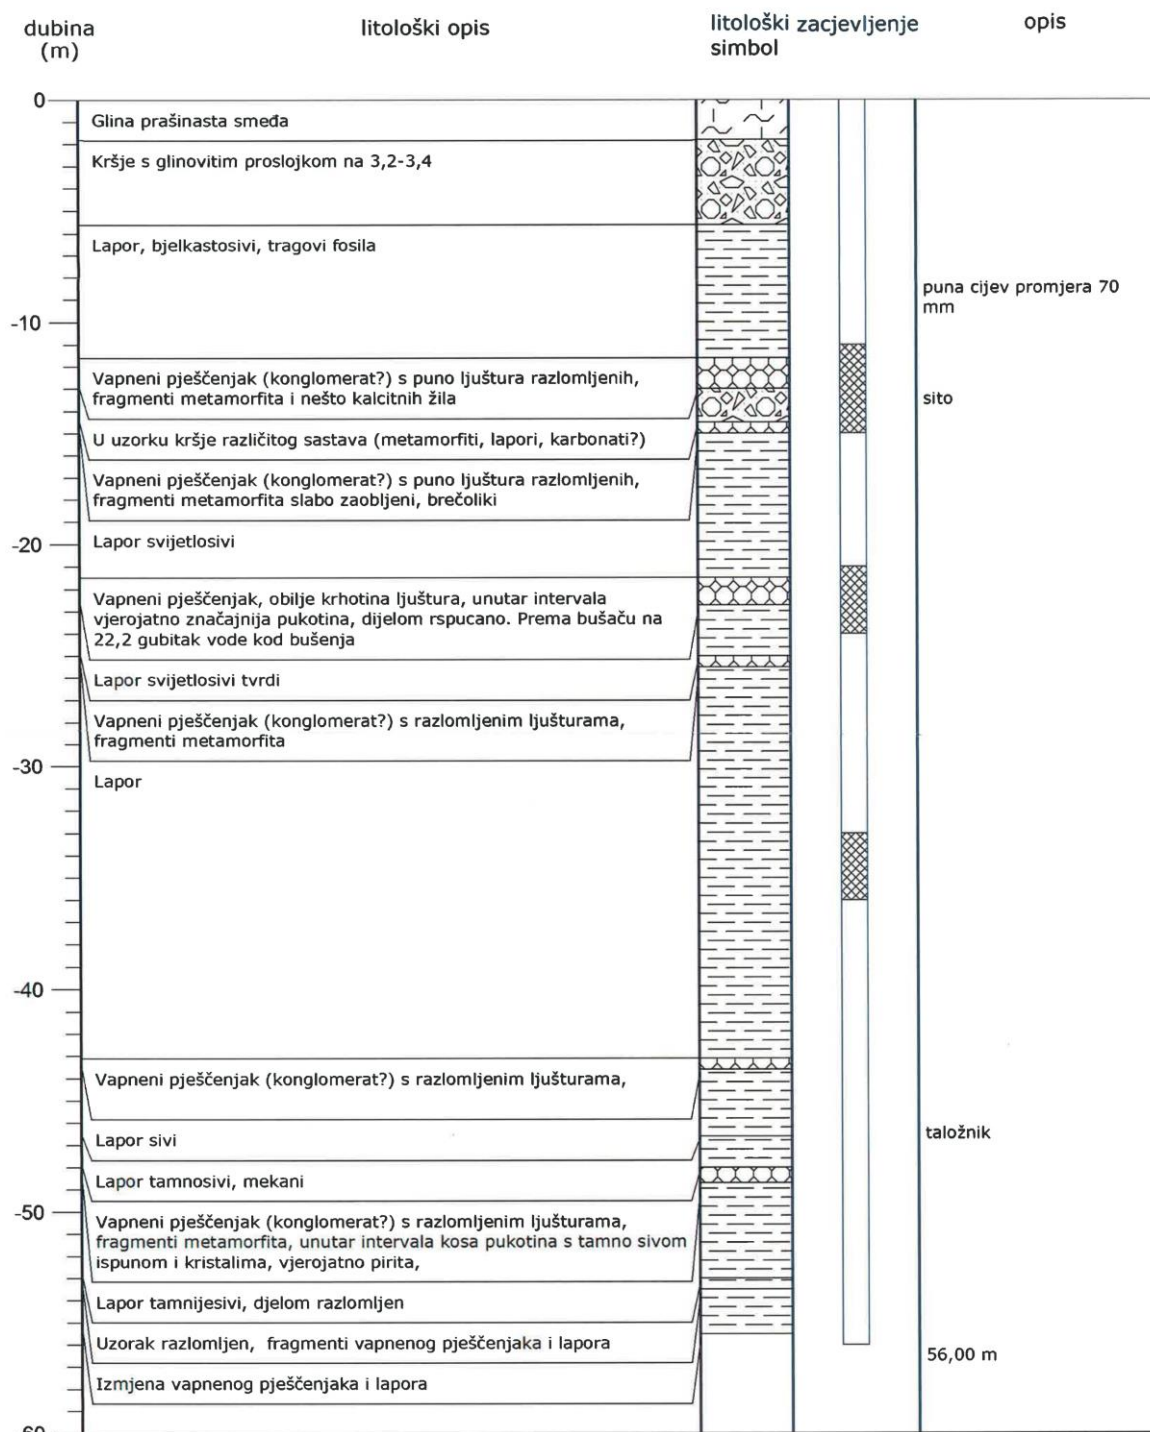 dubina
(m)
litološki opis
litološki
simbol
zacjevljenje
opis
0
Glina prašinasta smeđa
Kršje s glinovitim proslojkom na 3,2-3,4
Lapor, bjelkastosivi, tragovi fosila
puna cijev promjera 70
mm
-10
Vapneni pješčenjak (konglomerat?) s puno ljuštura razlomljenih,
fragmenti metamorfita i nešto kalcitnih žila
sito
U uzorku kršje različitog sastava (metamorfiti, lapori, karbonati?)
Vapneni pješčenjak (konglomerat?) s puno ljuštura razlomljenih,
fragmenti metamorfita slabo zaobljeni, brečoliki
-20
Lapor svijetlosivi
Vapneni pješčenjak, obilje krhotina ljuštura, unutar intervala
vjerojatno značajnija pukotina, dijelom rspucano. Prema bušaču na
22,2 gubitak vode kod bušenja
Lapor svijetlosivi tvrdi
Vapneni pješčenjak (konglomerat?) s razlomljenim ljušturama,
fragmenti metamorfita
-30
Lapor
-40
Vapneni pješčenjak (konglomerat?) s razlomljenim ljušturama,
Lapor sivi
taložnik
Lapor tamnosivi, mekani
-50
Vapneni pješčenjak (konglomerat?) s razlomljenim ljušturama,
fragmenti metamorfita, unutar intervala kosa pukotina s tamno sivom
ispunom i kristalima, vjerojatno pirita,
Lapor tamnijesivi, djelom razlomljen
Uzorak razlomljen, fragmenti vapnenog pješčenjaka i lapora
56,00 m
Izmjena vapnenog pješčenjaka i lapora